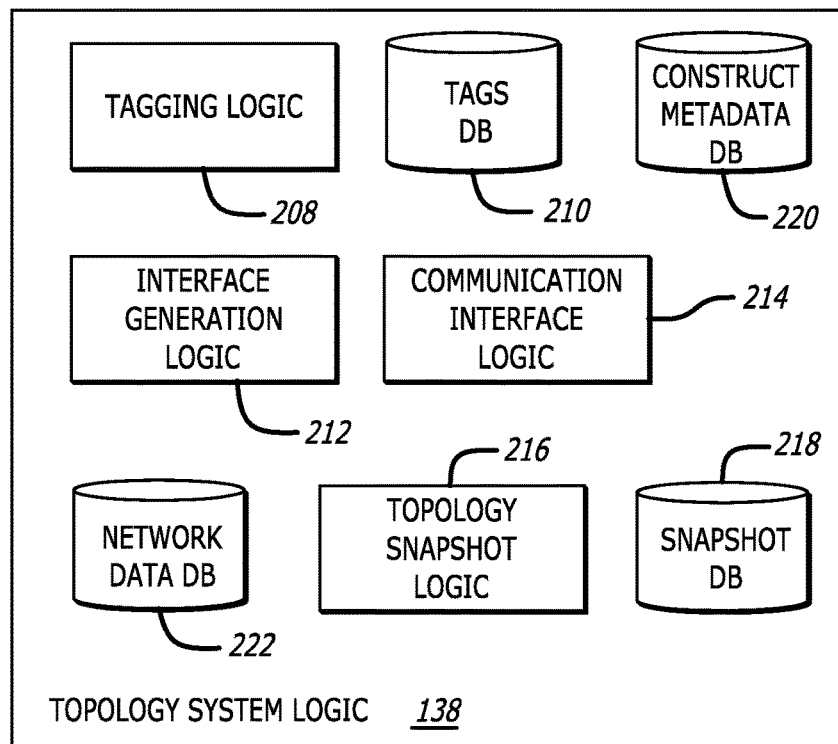 TAGGING LOGIC
208
TAGS
DB
210
CONSTRUCT
METADATA
DB
220
INTERFACE
GENERATION
LOGIC
212
COMMUNICATION
INTERFACE
LOGIC
214
NETWORK
DATA DB
222
216
TOPOLOGY
SNAPSHOT
LOGIC
218
SNAPSHOT
DB
TOPOLOGY SYSTEM LOGIC 138